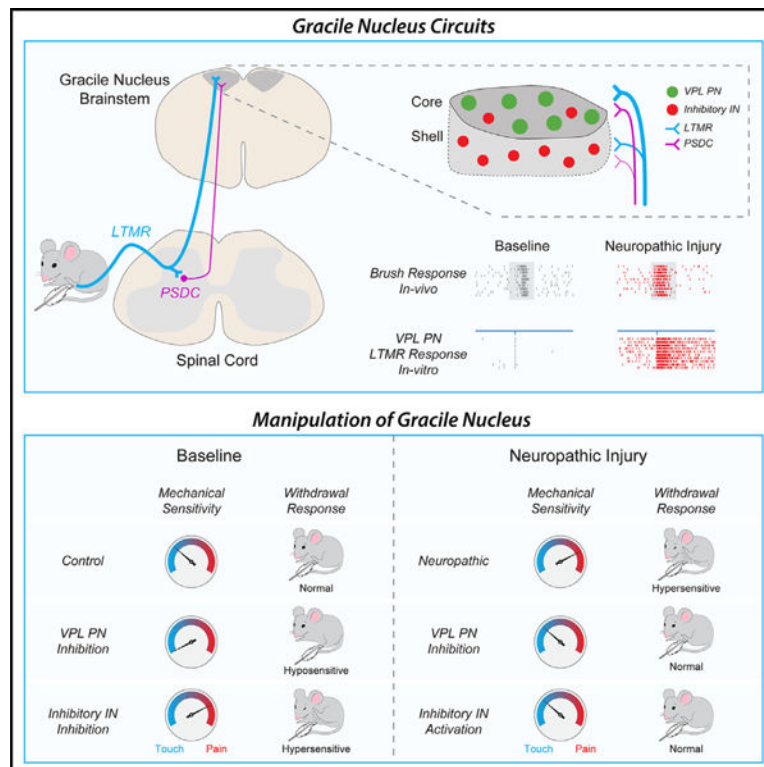 Gracile Nucleus Circuits
Gracile Nucleus
Brainstem
LTMR
PSDC
Spinal Cord
Core
Shell
VPL PN
Inhibitory IN
LTMR
PSDC
Baseline
Neuropathic Injury
Brush Response
In-vivo
VPL PN
LTMR Response
In-vitro
Manipulation of Gracile Nucleus
Baseline
Mechanical
Sensitivity
Withdrawal
Response
Control
Normal
VPL PN
Inhibition
Hyposensitive
Inhibitory IN
Inhibition
Touch
Pain
Hypersensitive
Neuropathic Injury
Mechanical
Sensitivity
Withdrawal
Response
Neuropathic
Hypersensitive
VPL PN
Inhibition
Normal
Inhibitory IN
Activation
Touch
Pain
Normal